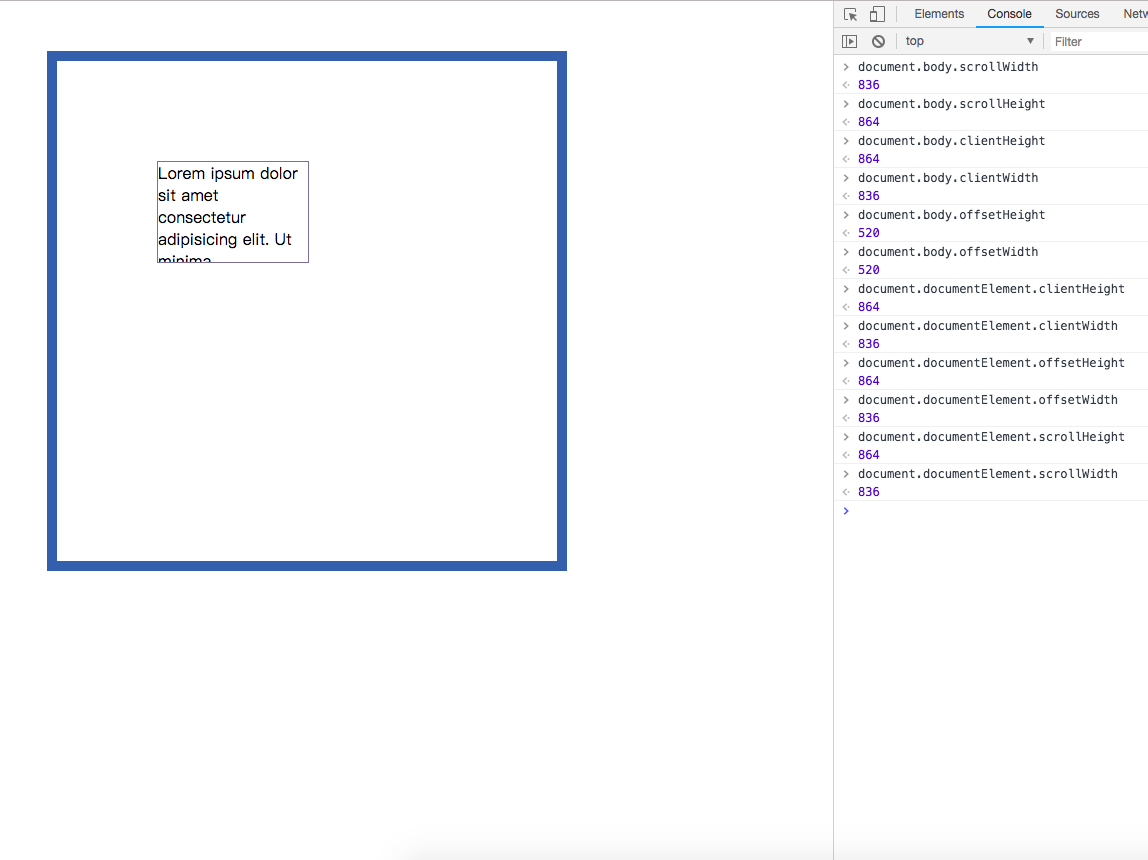 Lorem ipsum dolor
sit amet
consectetur
adipisicing elit. Ut
minima
Elements Console Sources Netw
top Filter
document.body.scrollWidth
836
document.body.scrollHeight
864
document.body.clientHeight
864
document.body.clientWidth
836
document.body.offsetHeight
520
document.body.offsetWidth
520
document.documentElement.clientHeight
864
document.documentElement.clientWidth
836
document.documentElement.offsetHeight
864
document.documentElement.offsetWidth
836
document.documentElement.scrollHeight
864
document.documentElement.scrollWidth
836